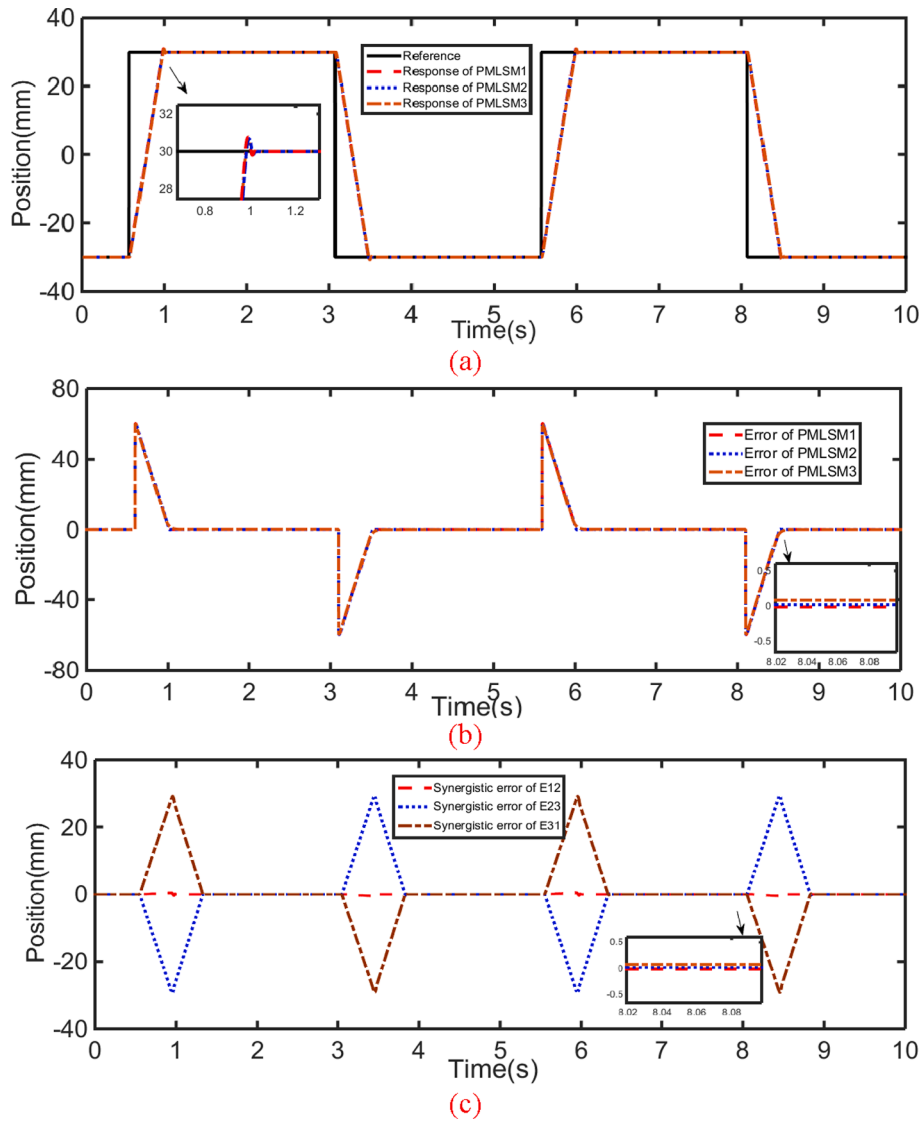 40
20
0
-20
-40
Position(mm)
Reference
Response of PMLSM1
Response of PMLSM2
Response of PMLSM3
32
30
28
0.8 1 1.2
0 1 2 3 4 5 6 7 8 9 10
Time(s)
(a)
80
40
0
-40
-80
Position(mm)
Error of PMLSM1
Error of PMLSM2
Error of PMLSM3
0.5
0
-0.5
8.02 8.04 8.06 8.08
0 1 2 3 4 5 6 7 8 9 10
Time(s)
(b)
40
20
0
-20
-40
Position(mm)
Synergistic error of E12
Synergistic error of E23
Synergistic error of E31
0.5
0
-0.5
8.02 8.04 8.06 8.08
0 1 2 3 4 5 6 7 8 9 10
Time(s)
(c)